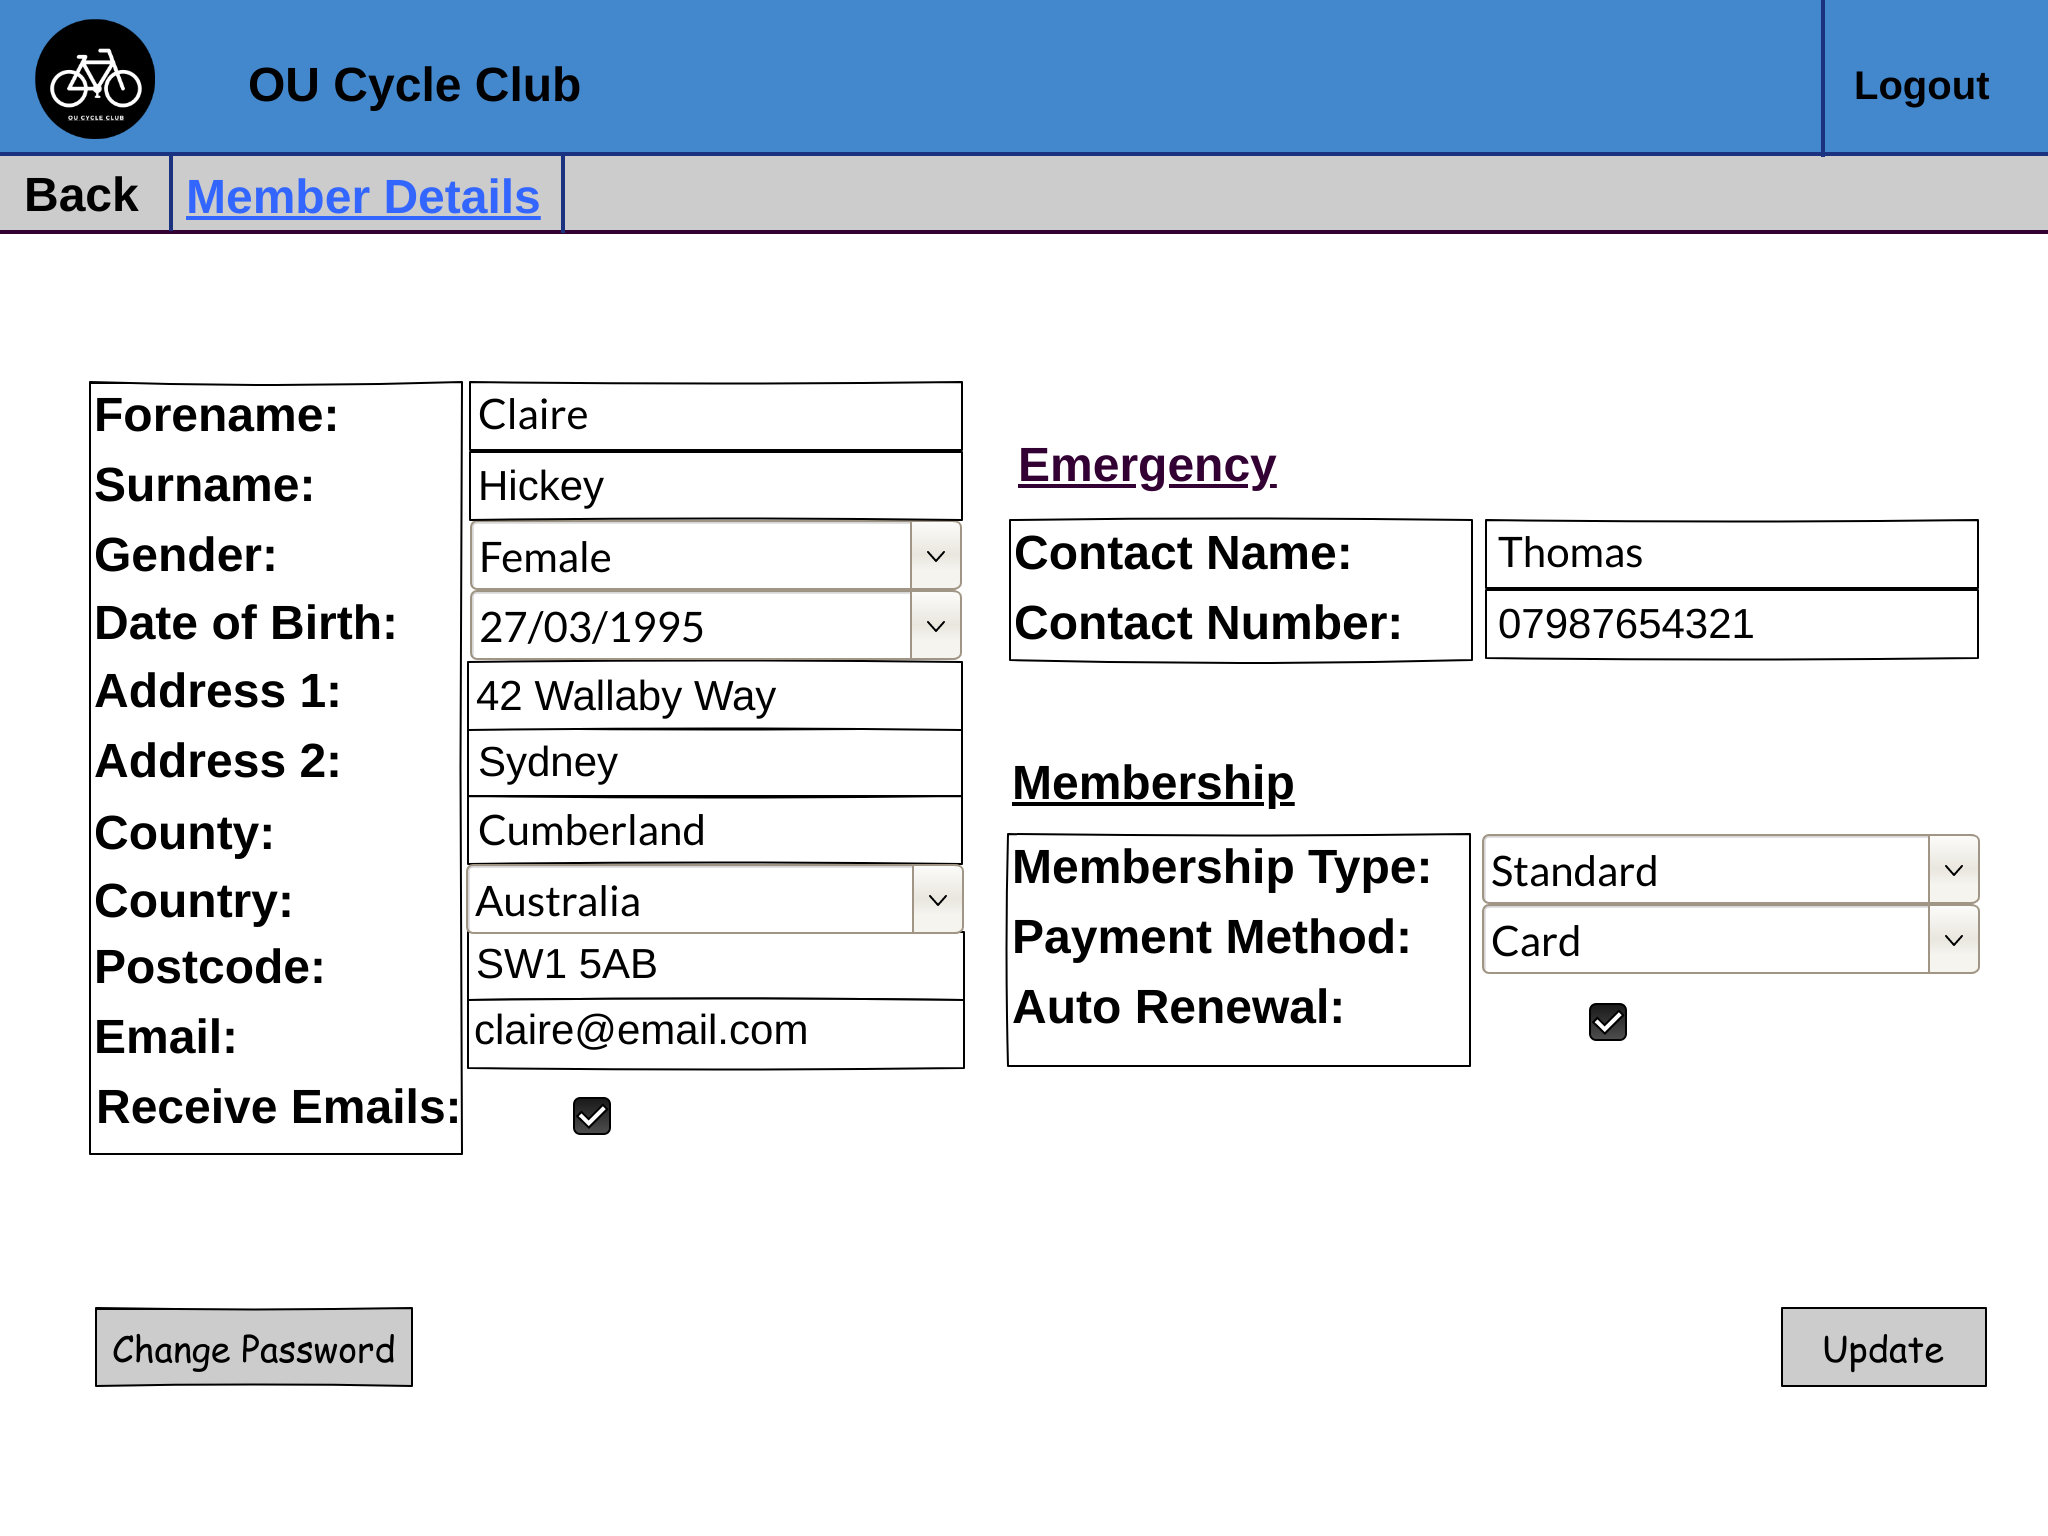 OU CYCLE CLUB
OU Cycle Club
Logout
Back
Member Details
Forename: Claire
Surname: Hickey
Gender: Female
Date of Birth: 27/03/1995
Address 1: 42 Wallaby Way
Address 2: Sydney
County: Cumberland
Country: Australia
Postcode: SW1 5AB
Email: claire@email.com
Receive Emails:
Emergency
Contact Name: Thomas
Contact Number: 07987654321
Membership
Membership Type: Standard
Payment Method: Card
Auto Renewal:
Change Password
Update